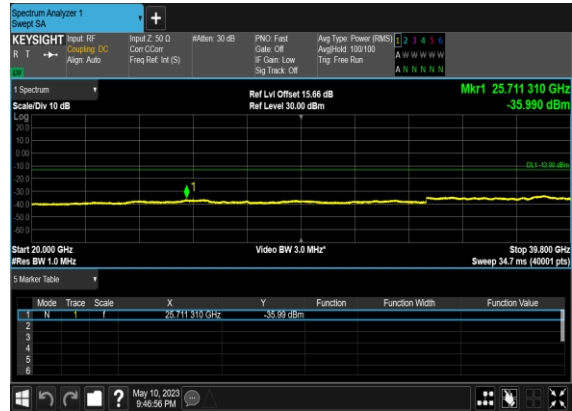 Spectrum Analyzer 1
Swept SA
+
KEYSIGHT Input: RF Input Z: 50 Ω #Atten: 30 dB PNO: Fast Avg Type: Power (RMS) 1 2 3 4 5 6
R T Coupling: DC Corr CCorr Gate: Off Avg|Hold: 100/100 A W W W W W
Align: Auto Freq Ref: Int (S) IF Gain: Low Trig: Free Run
Sig Track: Off A N N N N N
1 Spectrum Ref Lvl Offset 15.66 dB Mkr1 25.711 310 GHz
Scale/Div 10 dB Ref Level 30.00 dBm -35.990 dBm
Log
20.0
10.0
0.00
-10.0 DL1 -13.00 dBm
-20.0
-30.0 1
-40.0
-50.0
-60.0
Start 20.000 GHz Video BW 3.0 MHz* Stop 39.800 GHz
#Res BW 1.0 MHz Sweep 34.7 ms (40001 pts)
5 Marker Table
Mode Trace Scale X Y Function Function Width Function Value
1 N 1 f 25.711 310 GHz -35.99 dBm
2
3
4
5
6
? May 10, 2023
9:46:56 PM